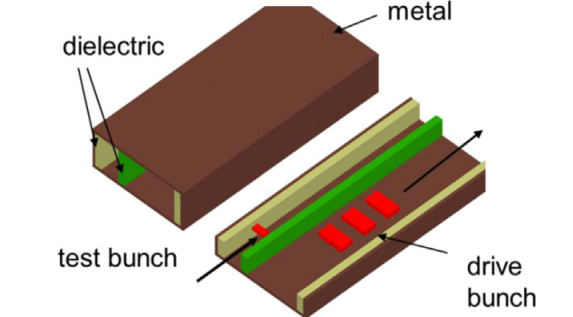 metal
dielectric
test bunch
drive
bunch